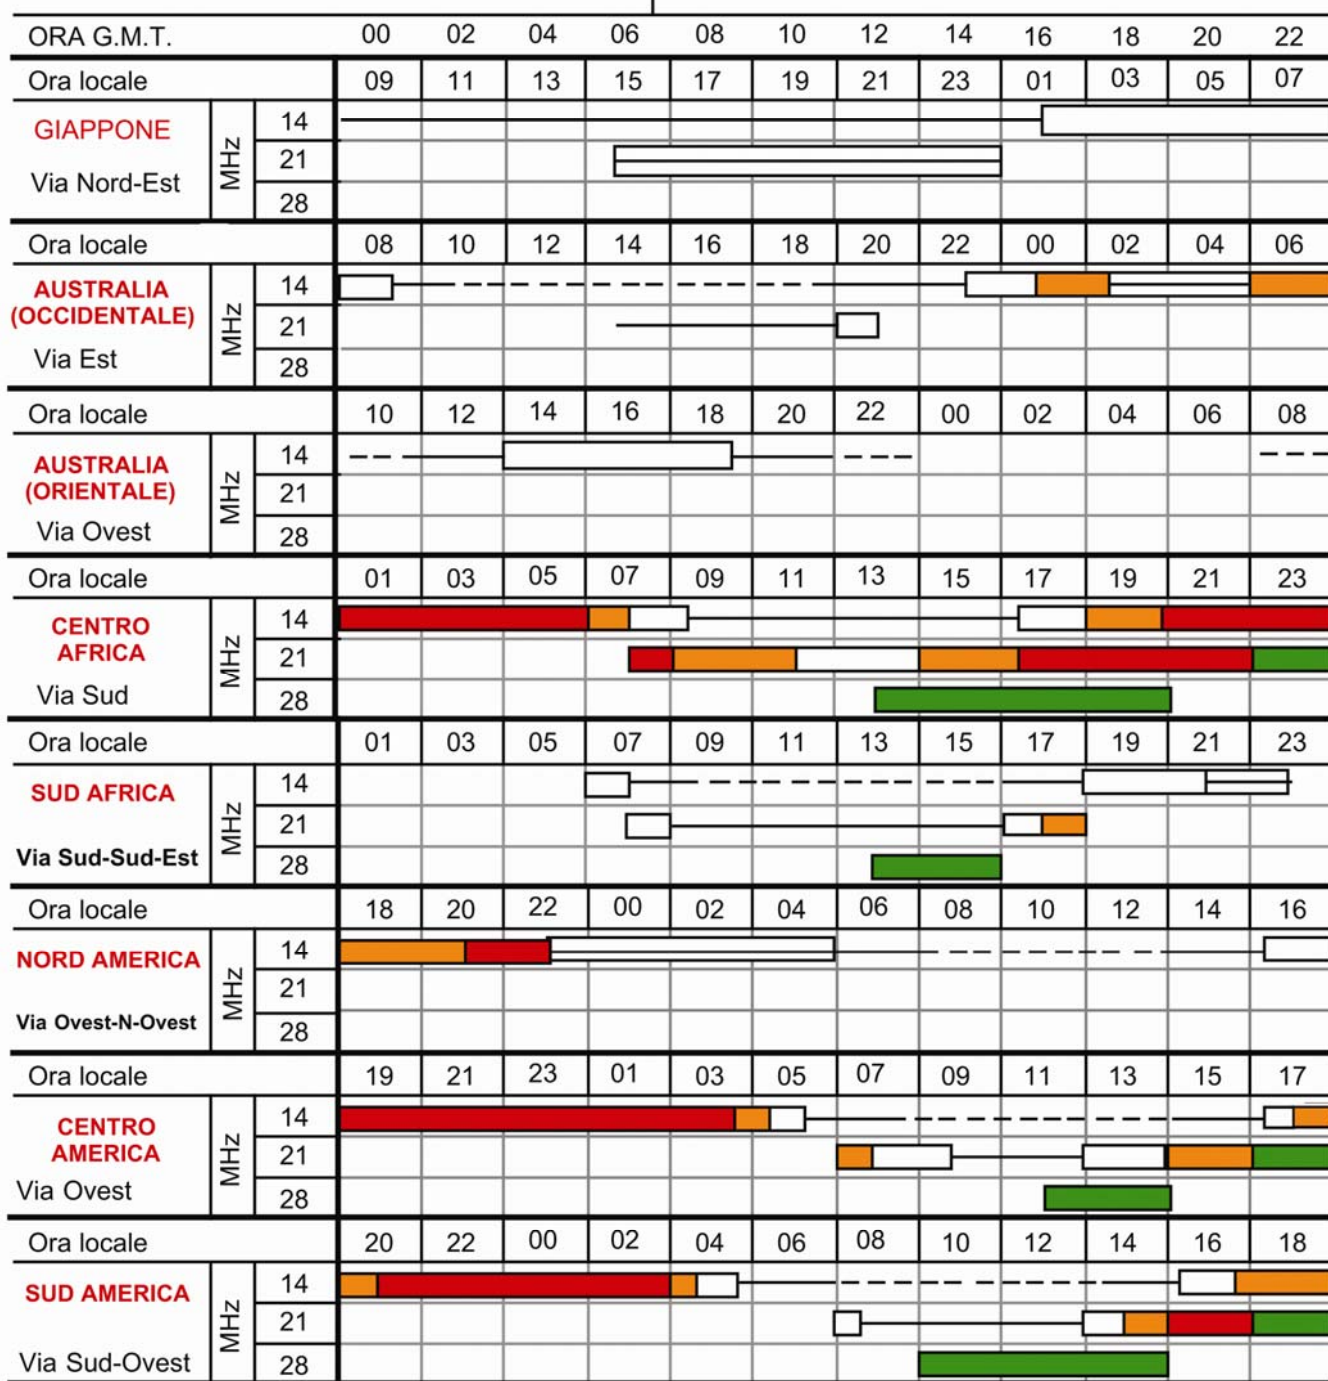 ORA G.M.T. 00 02 04 06 08 10 12 14 16 18 20 22
Ora locale 09 11 13 15 17 19 21 23 01 03 05 07
GIAPPONE
Via Nord-Est
MHz
14
21
28
Ora locale 08 10 12 14 16 18 20 22 00 02 04 06
AUSTRALIA
(OCCIDENTALE)
Via Est
MHz
14
21
28
Ora locale 10 12 14 16 18 20 22 00 02 04 06 08
AUSTRALIA
(ORIENTALE)
Via Ovest
MHz
14
21
28
Ora locale 01 03 05 07 09 11 13 15 17 19 21 23
CENTRO
AFRICA
Via Sud
MHz
14
21
28
Ora locale 01 03 05 07 09 11 13 15 17 19 21 23
SUD AFRICA
Via Sud-Sud-Est
MHz
14
21
28
Ora locale 18 20 22 00 02 04 06 08 10 12 14 16
NORD AMERICA
Via Ovest-N-Ovest
MHz
14
21
28
Ora locale 19 21 23 01 03 05 07 09 11 13 15 17
CENTRO
AMERICA
Via Ovest
MHz
14
21
28
Ora locale 20 22 00 02 04 06 08 10 12 14 16 18
SUD AMERICA
Via Sud-Ovest
MHz
14
21
28